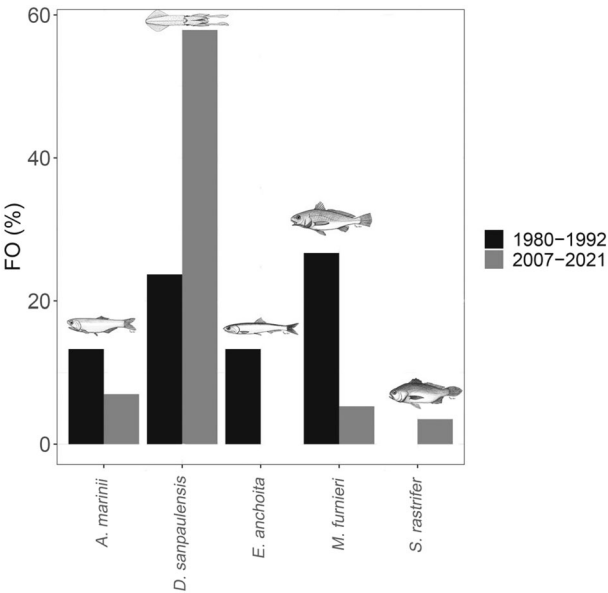 60
40
20
0
FO (%)
A. marinii
D. sanpaulensis
E. anchoita
M. furnieri
S. rastrifer
1980−1992
2007−2021